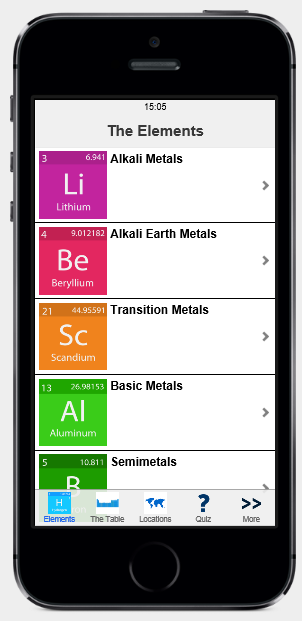 15:05
The Elements
3 6.941
Alkali Metals
Li
Lithium
4 9.012182
Alkali Earth Metals
Be
Beryllium
21 44.95591
Transition Metals
Sc
Scandium
13 26.98153
Basic Metals
Al
Aluminum
5 10.811
Semimetals
B
H
Elements
The Table
Locations
?
Quiz
>>
More